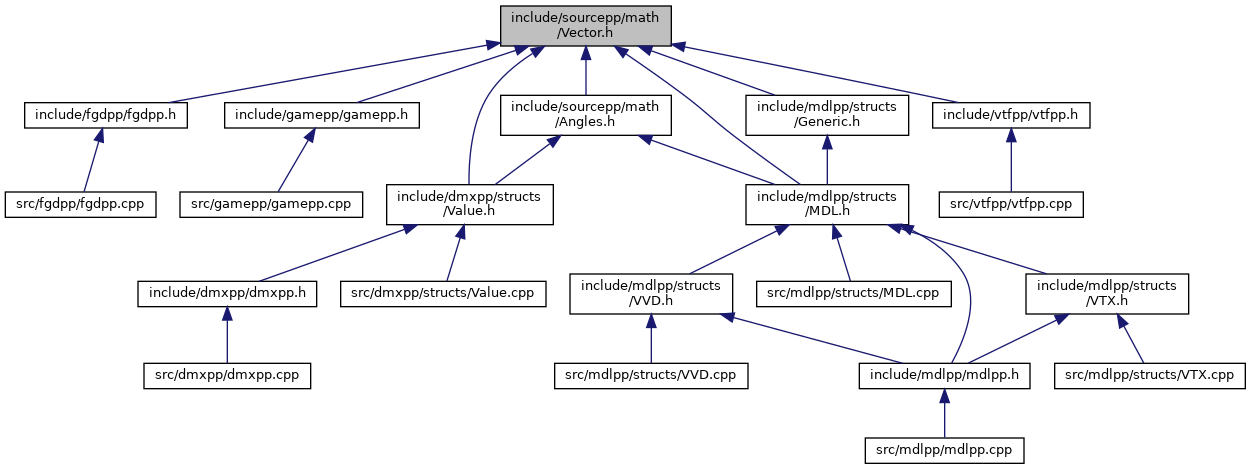 include/sourcepp/math
/Vector.h
include/fgdpp/fgdpp.h
include/gamepp/gamepp.h
include/sourcepp/math
/Angles.h
include/mdlpp/structs
/Generic.h
include/vtfpp/vtfpp.h
src/fgdpp/fgdpp.cpp
src/gamepp/gamepp.cpp
include/dmxpp/structs
/Value.h
include/mdlpp/structs
/MDL.h
src/vtfpp/vtfpp.cpp
include/dmxpp/dmxpp.h
src/dmxpp/structs/Value.cpp
include/mdlpp/structs
/VVD.h
src/mdlpp/structs/MDL.cpp
include/mdlpp/structs
/VTX.h
src/dmxpp/dmxpp.cpp
src/mdlpp/structs/VVD.cpp
include/mdlpp/mdlpp.h
src/mdlpp/structs/VTX.cpp
src/mdlpp/mdlpp.cpp